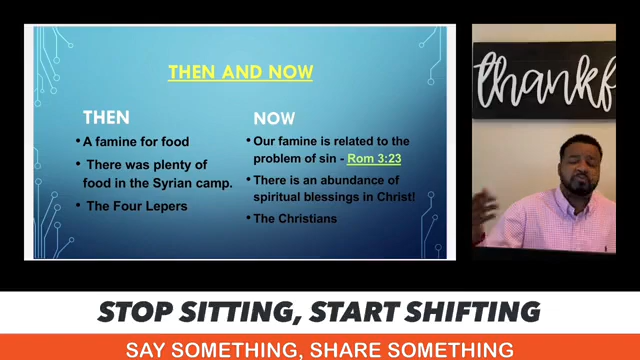 THEN AND NOW
THEN
• A famine for food
• There was plenty of
food in the Syrian camp.
• The Four Lepers
NOW
• Our famine is related to the
problem of sin - Rom 3:23
• There is an abundance of
spiritual blessings in Christ!
• The Christians
thankf
STOP SITTING, START SHIFTING
SAY SOMETHING, SHARE SOMETHING